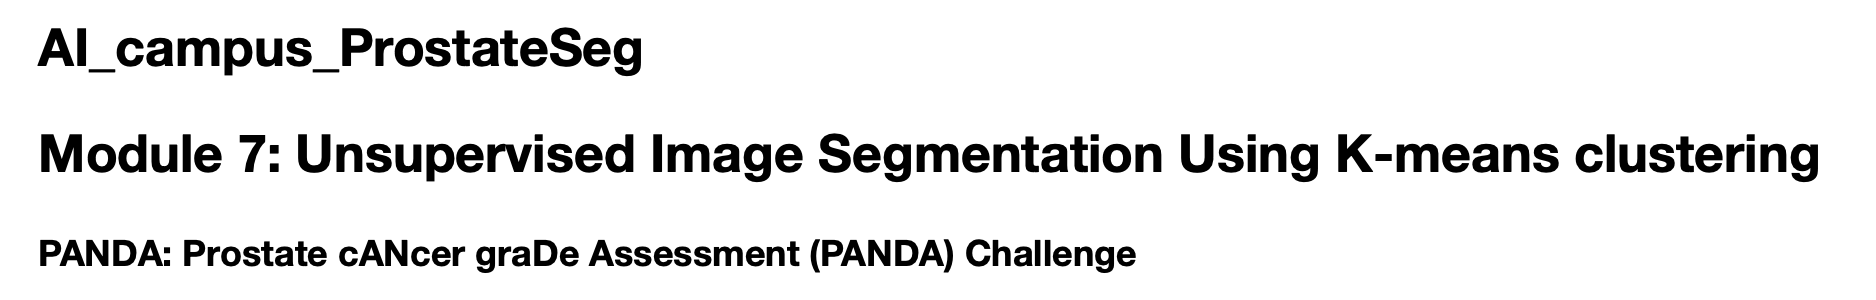 AI_campus_ProstateSeg
Module 7: Unsupervised Image Segmentation Using K-means clustering
PANDA: Prostate cANcer graDe Assessment (PANDA) Challenge